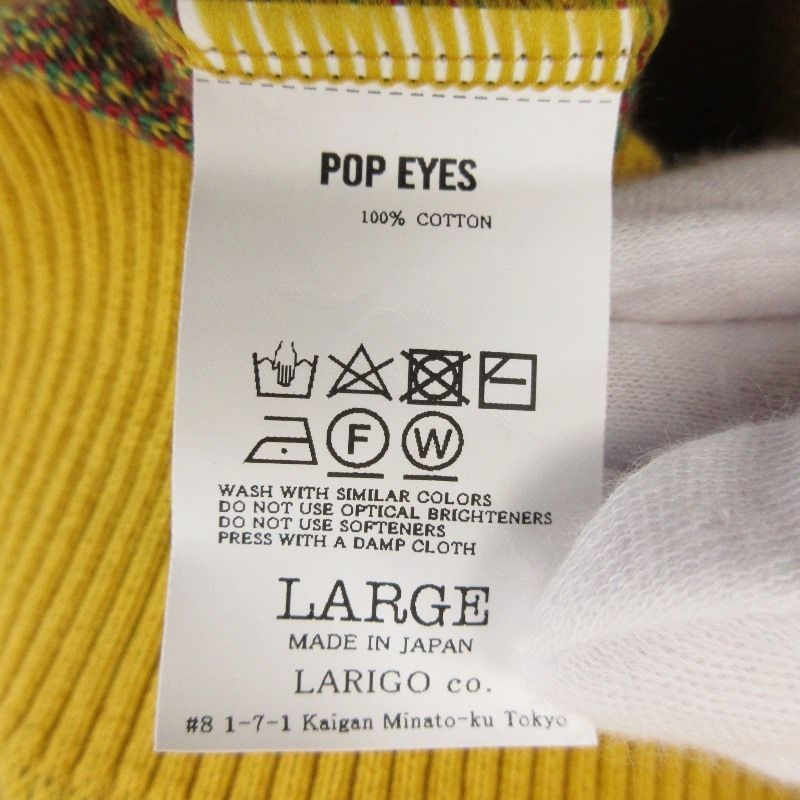 POP EYES
100% COTTON
F W
WASH WITH SIMILAR COLORS
DO NOT USE OPTICAL BRIGHTENERS
DO NOT USE SOFTENERS
PRESS WITH A DAMP CLOTH
LARGE
MADE IN JAPAN
LARIGO co.
#8 1-7-1 Kaigan Minato-ku Tokyo